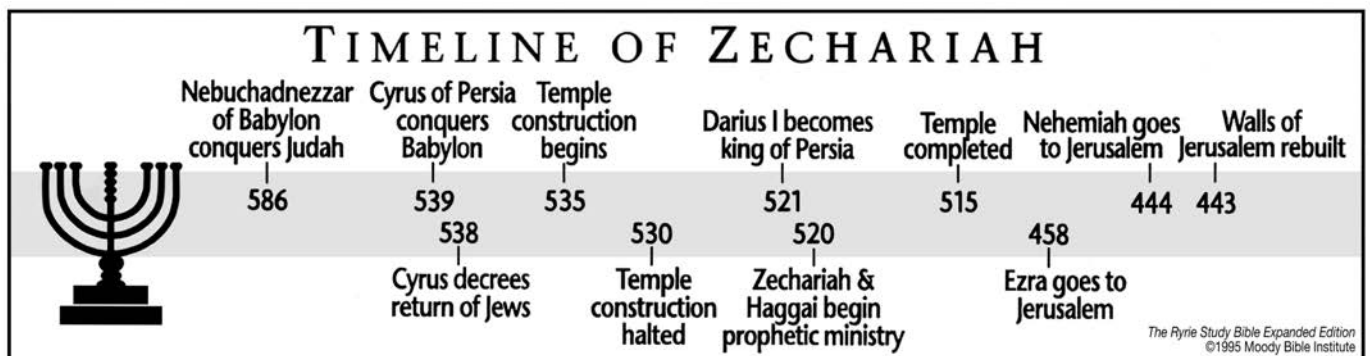 TIMELINE OF ZECHARIAH
Nebuchadnezzar
of Babylon
conquers Judah
586
Cyrus of Persia
conquers
Babylon
539
538
Cyrus decrees
return of Jews
Temple
construction
begins
535
530
Temple
construction
halted
Darius I becomes
king of Persia
521
520
Zechariah &
Haggai begin
prophetic ministry
Temple
completed
515
458
Ezra goes to
Jerusalem
Nehemiah goes
to Jerusalem
444
Walls of
Jerusalem rebuilt
443
The Ryrie Study Bible Expanded Edition
©1995 Moody Bible Institute